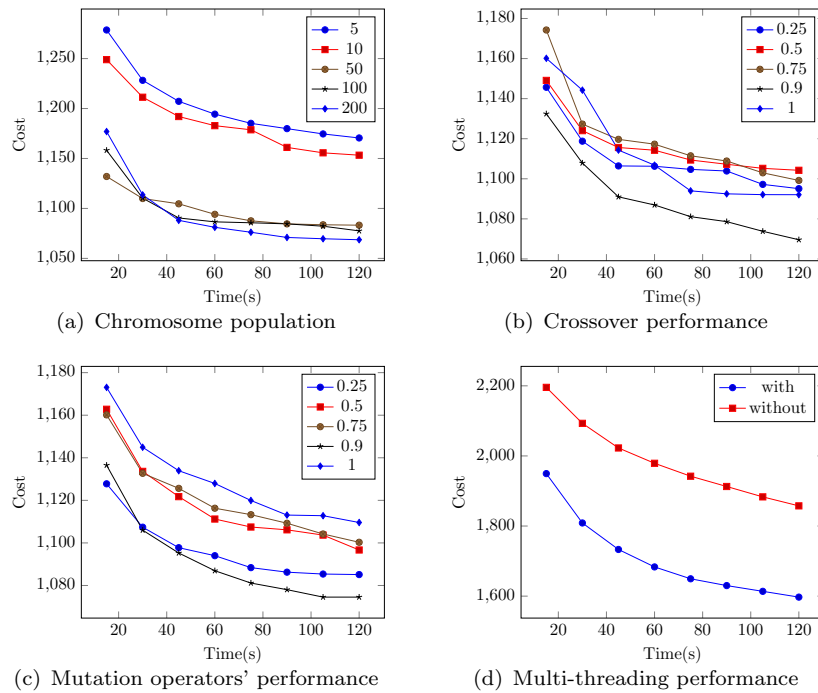 1,250
1,200
1,150
1,100
1,050
Cost
5
10
50
100
200
20 40 60 80 100 120
Time(s)
(a) Chromosome population
1,180
1,160
1,140
1,120
1,100
1,080
1,060
Cost
0.25
0.5
0.75
0.9
1
20 40 60 80 100 120
Time(s)
(b) Crossover performance
1,180
1,160
1,140
1,120
1,100
1,080
Cost
0.25
0.5
0.75
0.9
1
20 40 60 80 100 120
Time(s)
(c) Mutation operators' performance
2,200
2,000
1,800
1,600
Cost
with
without
20 40 60 80 100 120
Time(s)
(d) Multi-threading performance